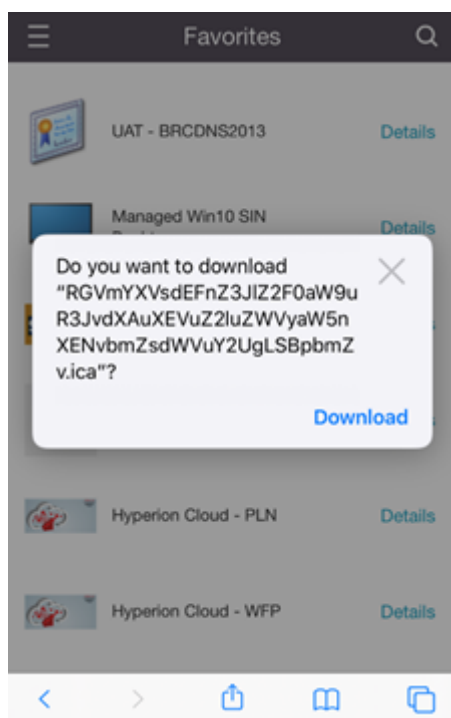 Favorites
UAT - BRCDNS2013
Details
Managed Win10 SIN
Details
Do you want to download
“RGVmYXVsdEFnZ3JlZ2F0aW9u
R3JvdXAuXEVuZ2luZWVyaW5n
XENvbmZsdWVuY2UgLSBpbmZ
v.ica”?
Download
Hyperion Cloud - PLN
Details
Hyperion Cloud - WFP
Details